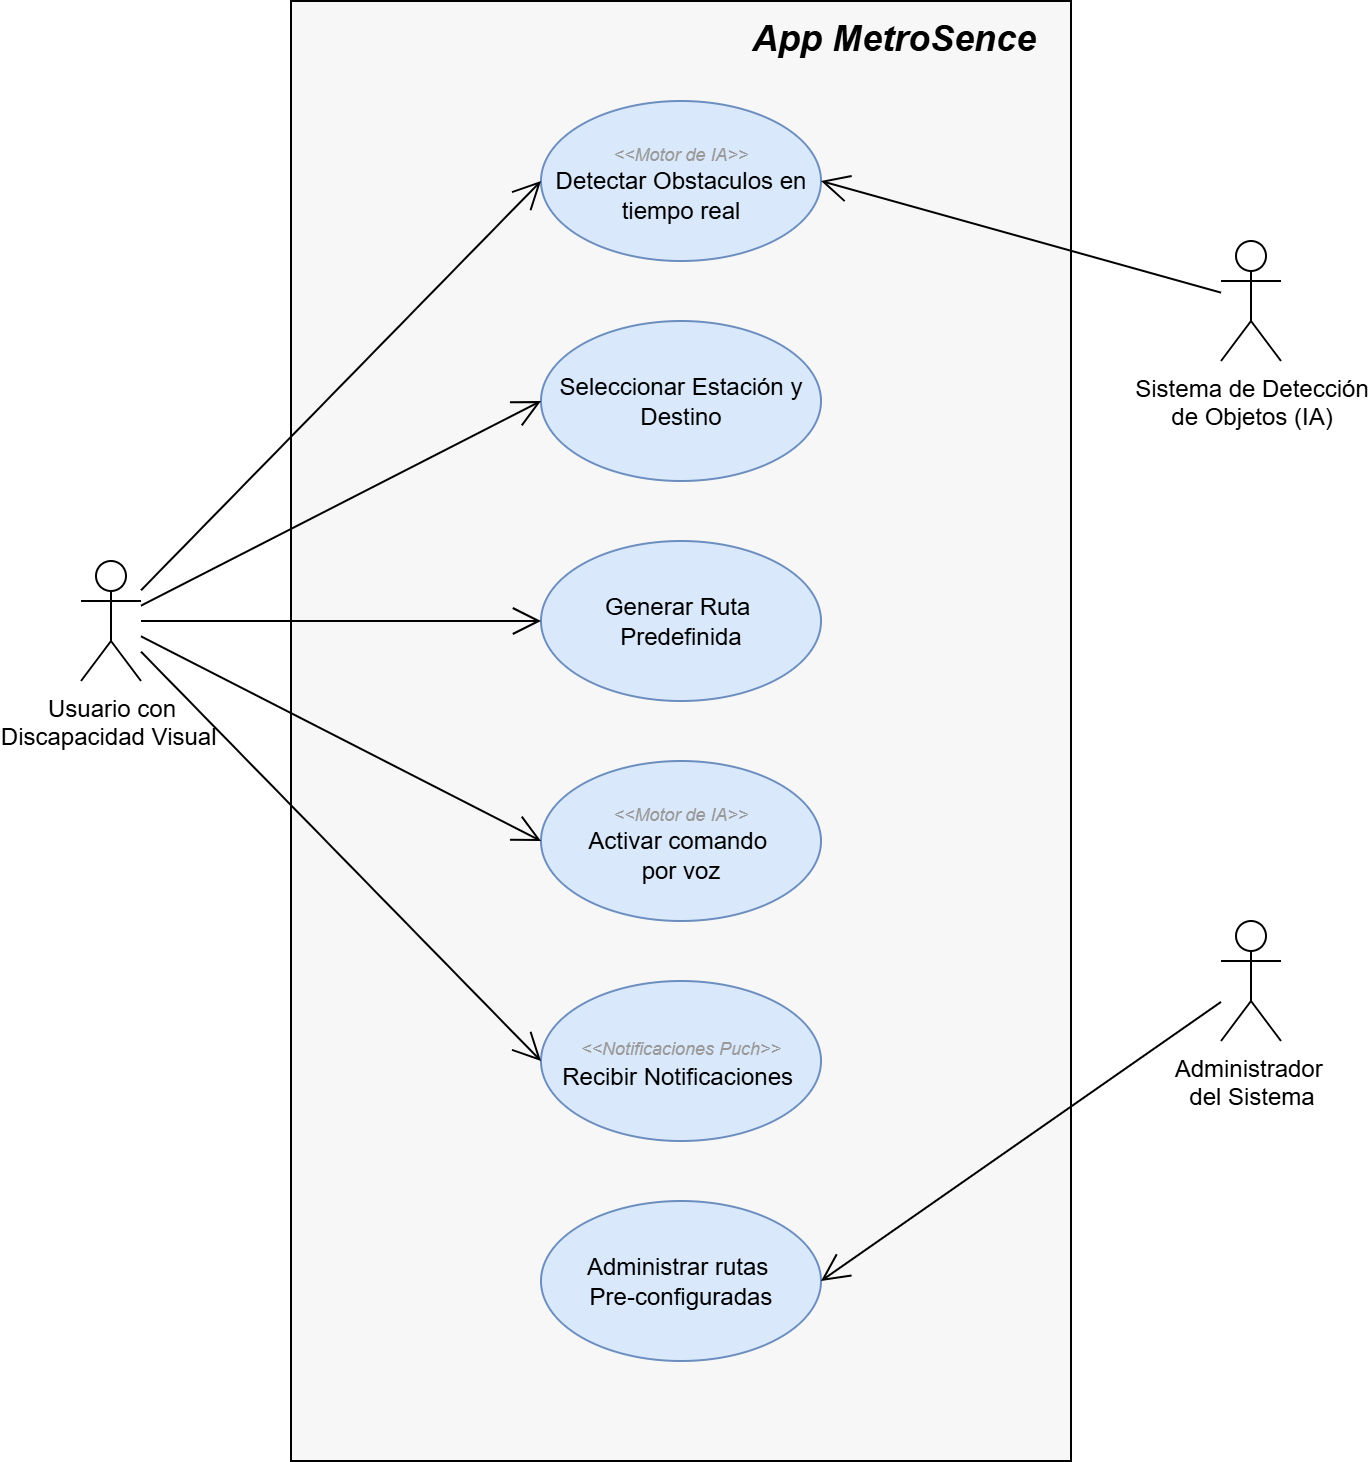 App MetroSence
<<Motor de IA>>
Detectar Obstaculos en
tiempo real
Seleccionar Estación y
Destino
Sistema de Detección
de Objetos (IA)
Generar Ruta
Predefinida
Usuario con
Discapacidad Visual
<<Motor de IA>>
Activar comando
por voz
<<Notificaciones Puch>>
Recibir Notificaciones
Administrador
del Sistema
Administrar rutas
Pre-configuradas